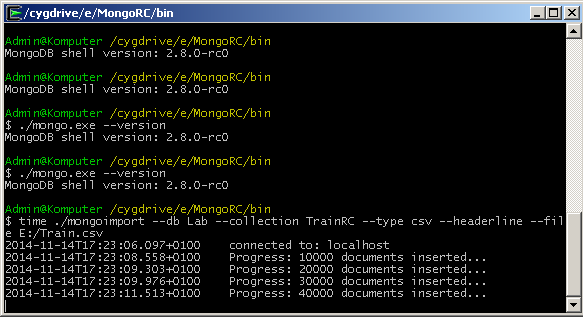 /cygdrive/e/MongoRC/bin
Admin@Komputer /cygdrive/e/MongoRC/bin
MongoDB shell version: 2.8.0-rc0
Admin@Komputer /cygdrive/e/MongoRC/bin
MongoDB shell version: 2.8.0-rc0
Admin@Komputer /cygdrive/e/MongoRC/bin
$ ./mongo.exe --version
MongoDB shell version: 2.8.0-rc0
Admin@Komputer /cygdrive/e/MongoRC/bin
$ ./mongo.exe --version
MongoDB shell version: 2.8.0-rc0
Admin@Komputer /cygdrive/e/MongoRC/bin
$ time ./mongoimport --db Lab --collection TrainRC --type csv --headerline --fil
e E:/Train.csv
2014-11-14T17:23:06.097+0100 connected to: localhost
2014-11-14T17:23:08.558+0100 Progress: 10000 documents inserted...
2014-11-14T17:23:09.303+0100 Progress: 20000 documents inserted...
2014-11-14T17:23:09.976+0100 Progress: 30000 documents inserted...
2014-11-14T17:23:11.513+0100 Progress: 40000 documents inserted...